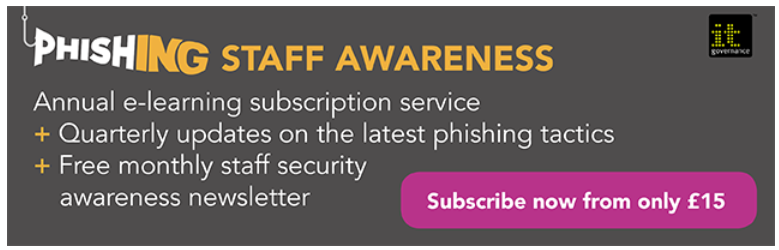 PHISHING STAFF AWARENESS
it
governance
Annual e-learning subscription service
+ Quarterly updates on the latest phishing tactics
+ Free monthly staff security
awareness newsletter
Subscribe now from only £15